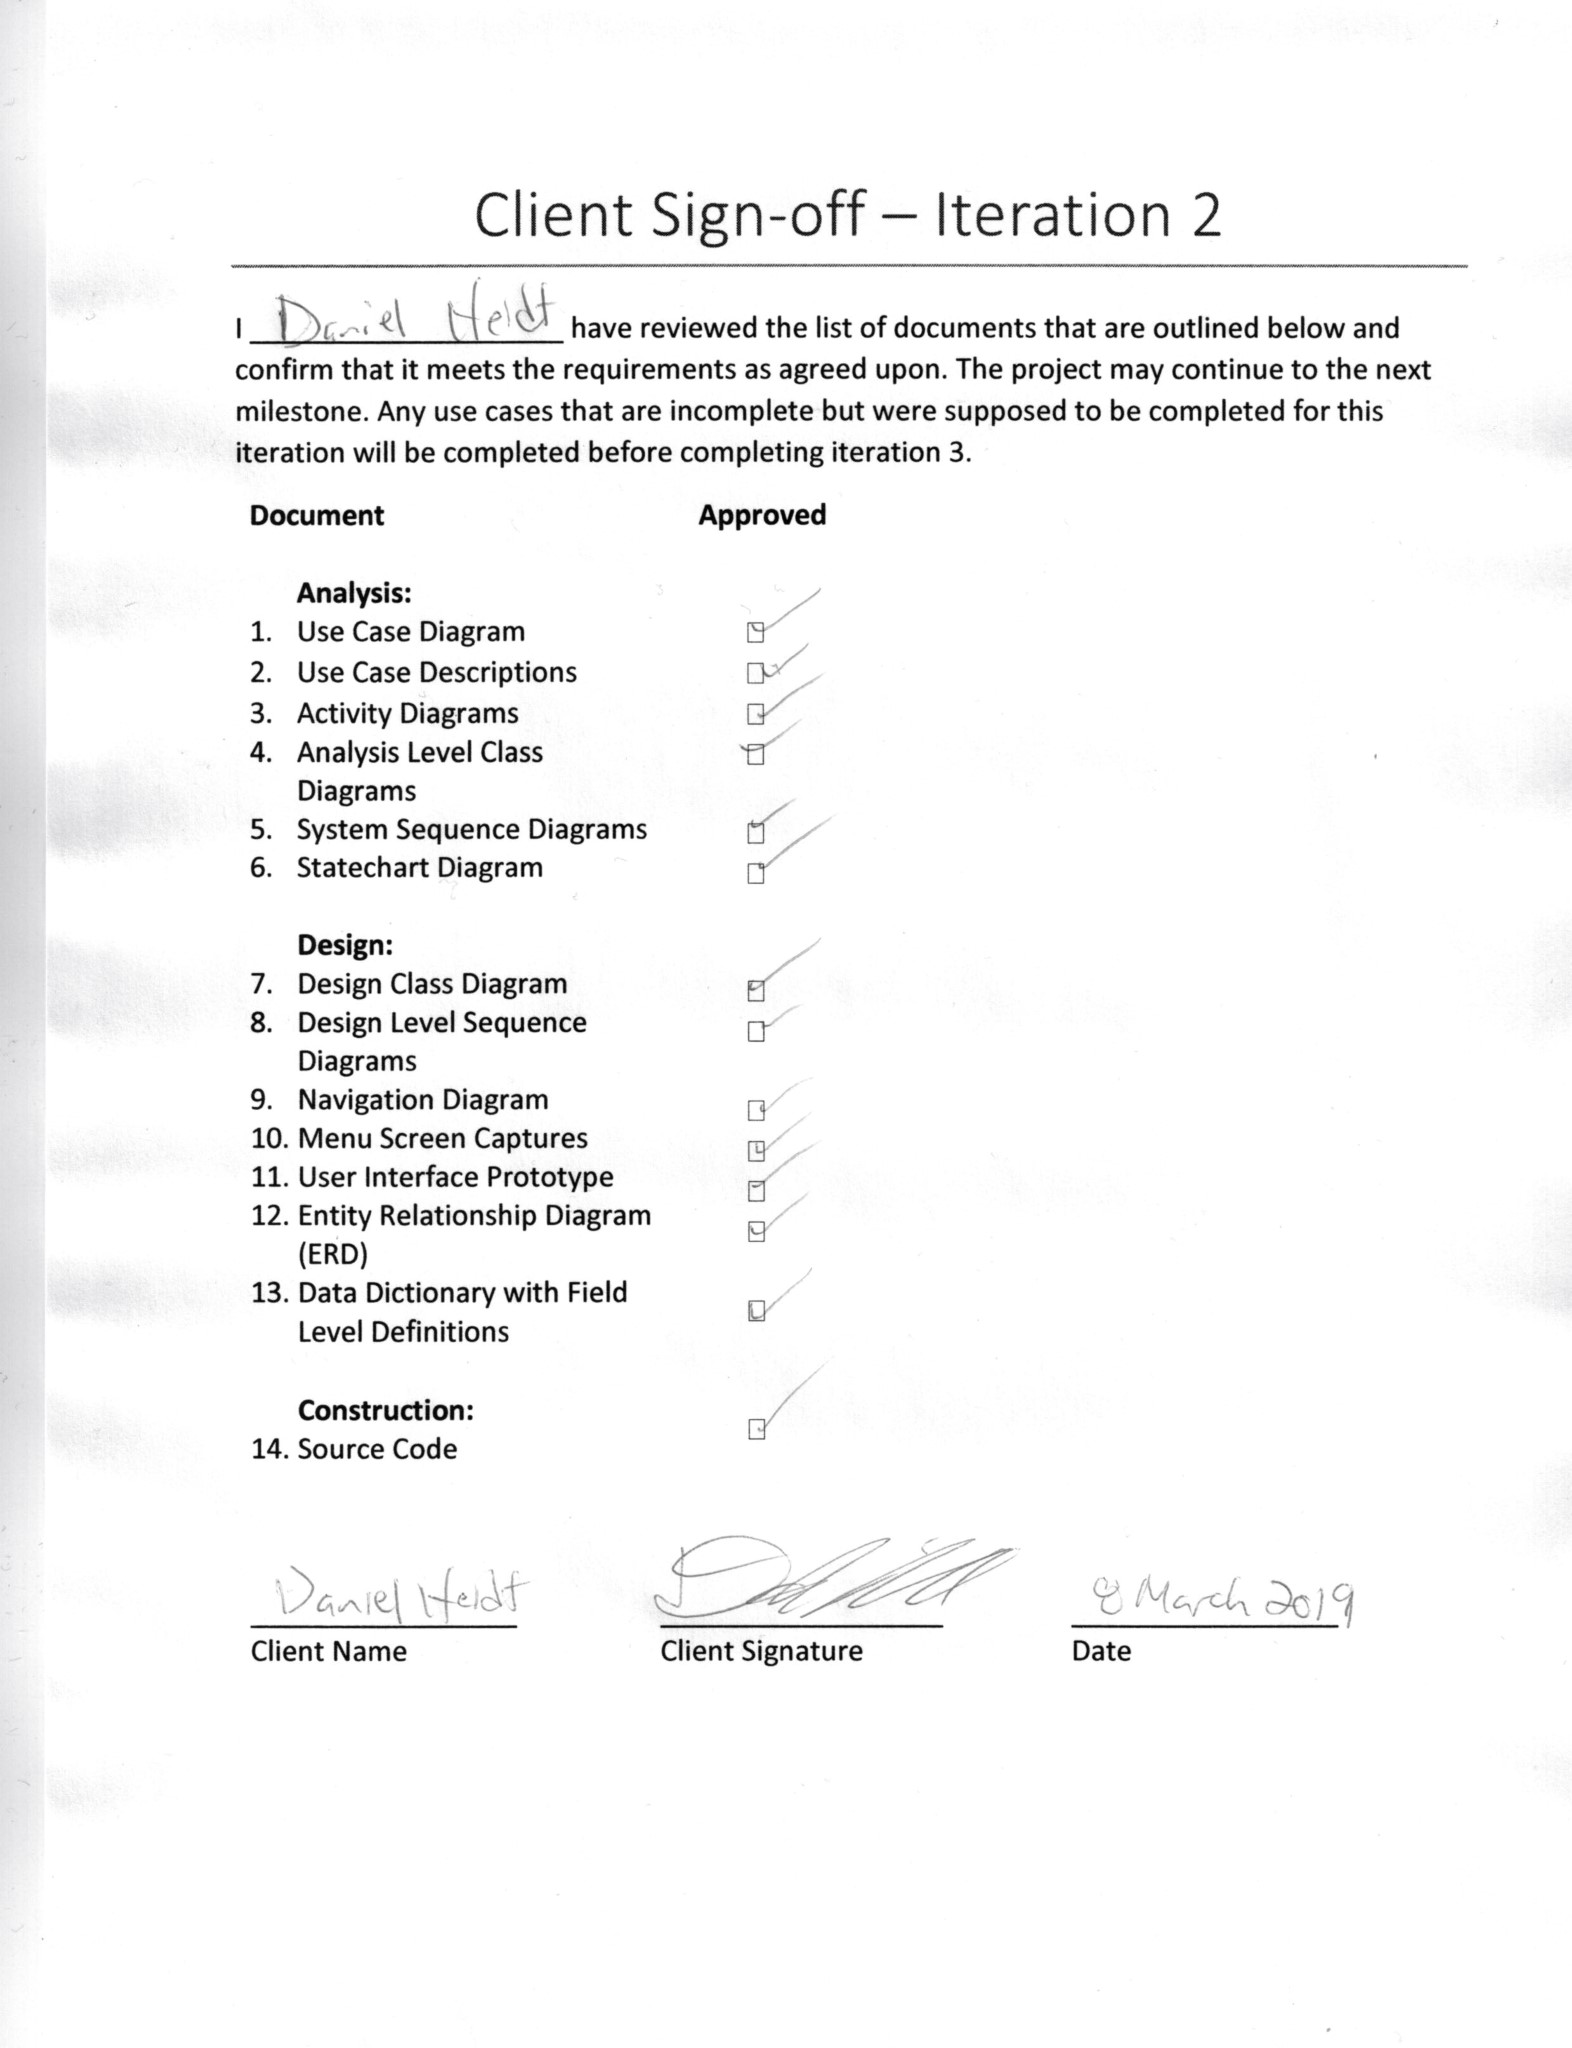 Client Sign-off – Iteration 2
I Daniel Heidt have reviewed the list of documents that are outlined below and
confirm that it meets the requirements as agreed upon. The project may continue to the next
milestone. Any use cases that are incomplete but were supposed to be completed for this
iteration will be completed before completing iteration 3.
Document Approved
Analysis:
1. Use Case Diagram
2. Use Case Descriptions
3. Activity Diagrams
4. Analysis Level Class
Diagrams
5. System Sequence Diagrams
6. Statechart Diagram
Design:
7. Design Class Diagram
8. Design Level Sequence
Diagrams
9. Navigation Diagram
10. Menu Screen Captures
11. User Interface Prototype
12. Entity Relationship Diagram
(ERD)
13. Data Dictionary with Field
Level Definitions
Construction:
14. Source Code
Daniel Heidt 8 March 2019
Client Name Client Signature Date